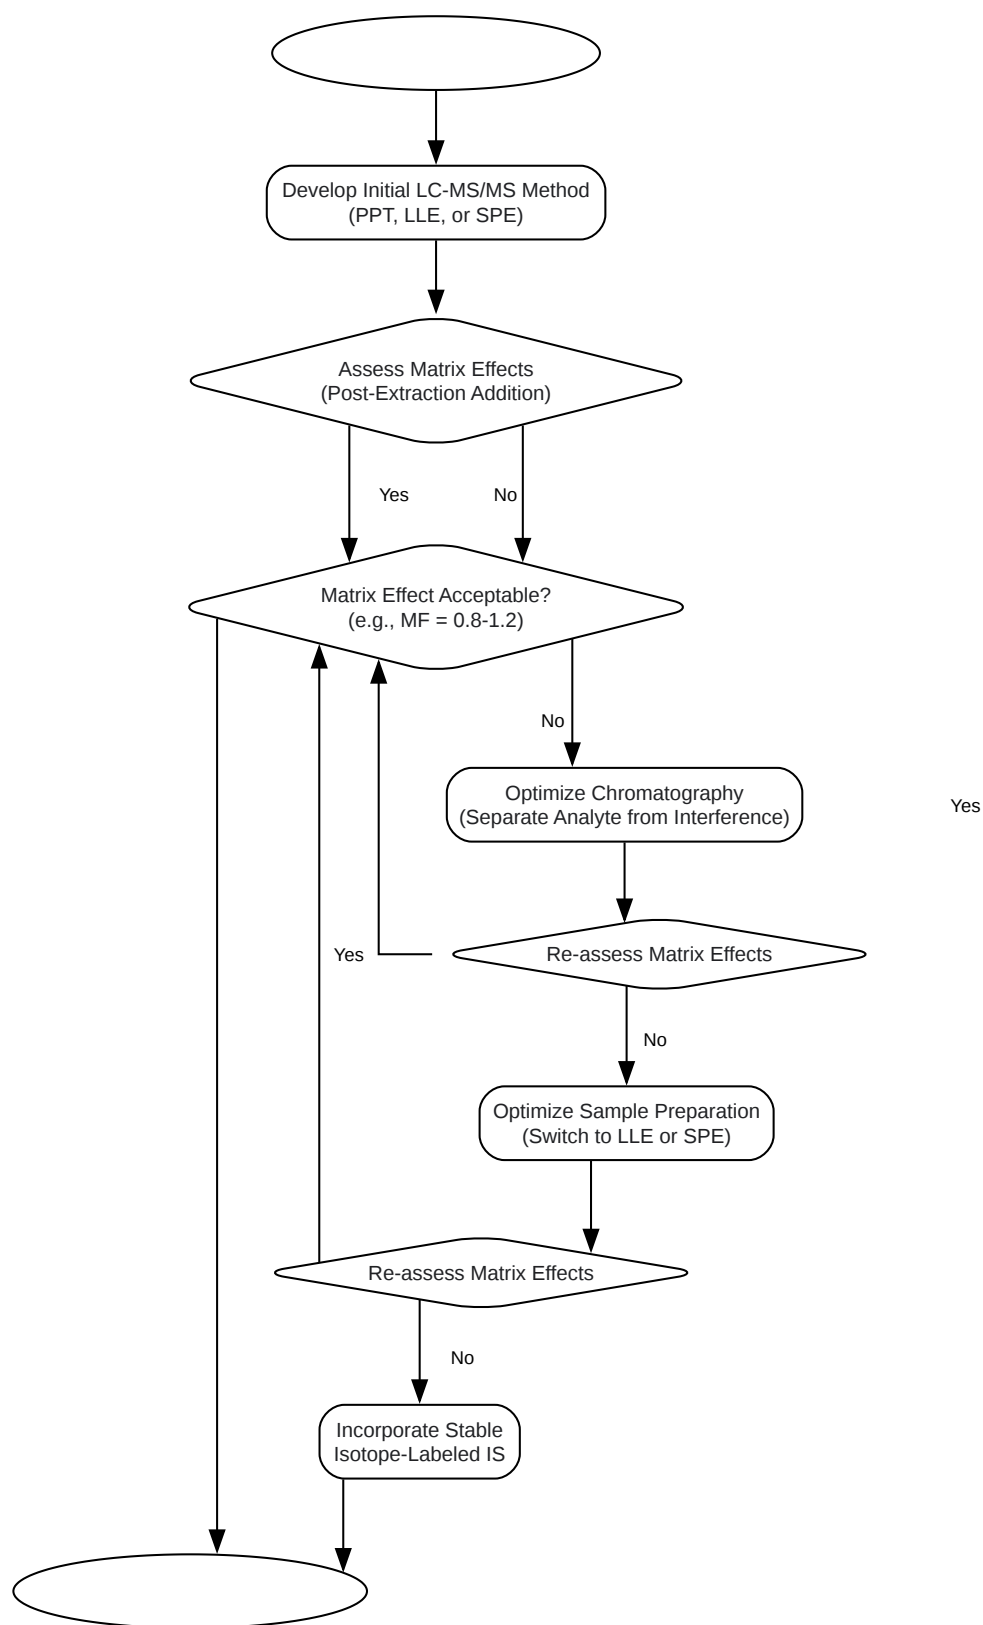 Develop Initial LC-MS/MS Method
(PPT, LLE, or SPE)
Assess Matrix Effects
(Post-Extraction Addition)
Yes
No
Matrix Effect Acceptable?
(e.g., MF = 0.8-1.2)
No
Optimize Chromatography
(Separate Analyte from Interference)
Yes
Yes
Re-assess Matrix Effects
No
Optimize Sample Preparation
(Switch to LLE or SPE)
Re-assess Matrix Effects
No
Incorporate Stable
Isotope-Labeled IS